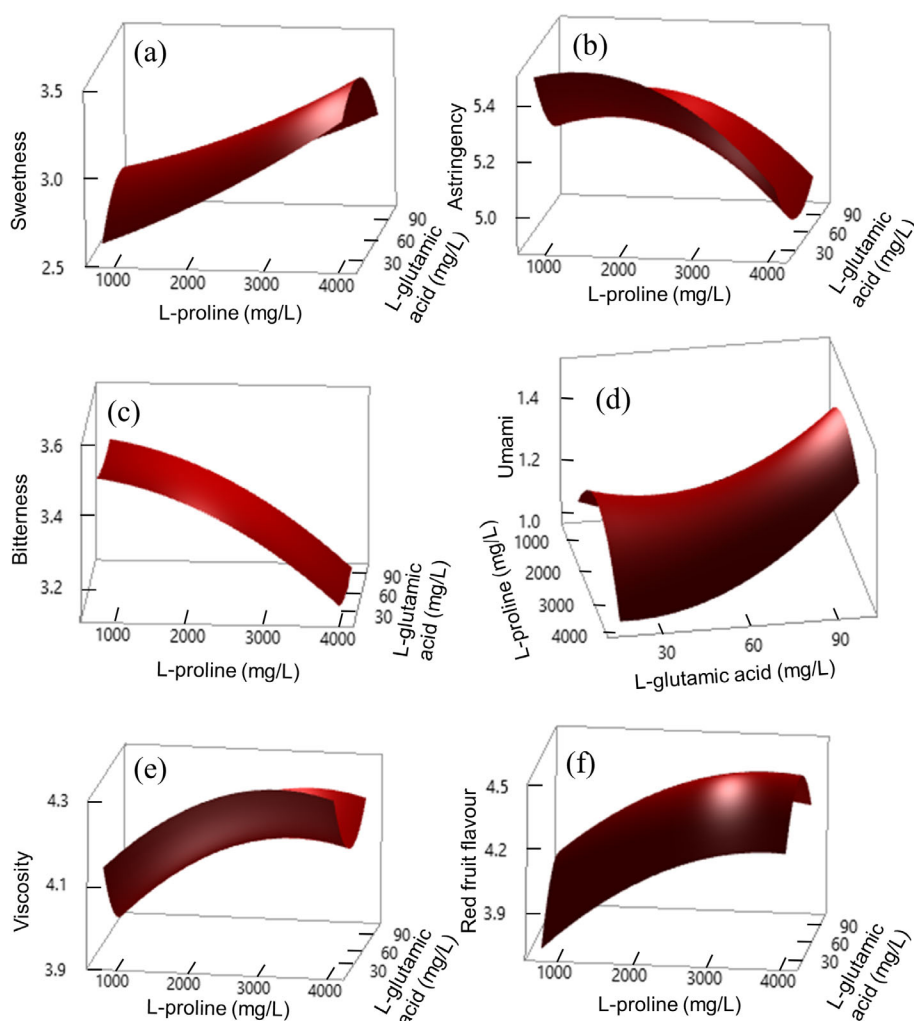 (a)
3.5
3.0
2.5
Sweetness
1000
2000
3000
4000
L-proline (mg/L)
30
60
90
L-glutamic
acid (mg/L)
(b)
5.4
5.2
5.0
Astringency
1000
2000
3000
4000
L-proline (mg/L)
30
60
90
L-glutamic
acid (mg/L)
(c)
3.6
3.4
3.2
Bitterness
1000
2000
3000
4000
L-proline (mg/L)
30
60
90
L-glutamic
acid (mg/L)
(d)
1.4
1.2
1.0
Umami
1000
2000
3000
4000
L-proline (mg/L)
30
60
90
L-glutamic acid (mg/L)
(e)
4.3
4.1
3.9
Viscosity
1000
2000
3000
4000
L-proline (mg/L)
30
60
90
L-glutamic
acid (mg/L)
(f)
4.5
4.2
3.9
Red fruit flavour
1000
2000
3000
4000
L-proline (mg/L)
30
60
90
L-glutamic
acid (mg/L)